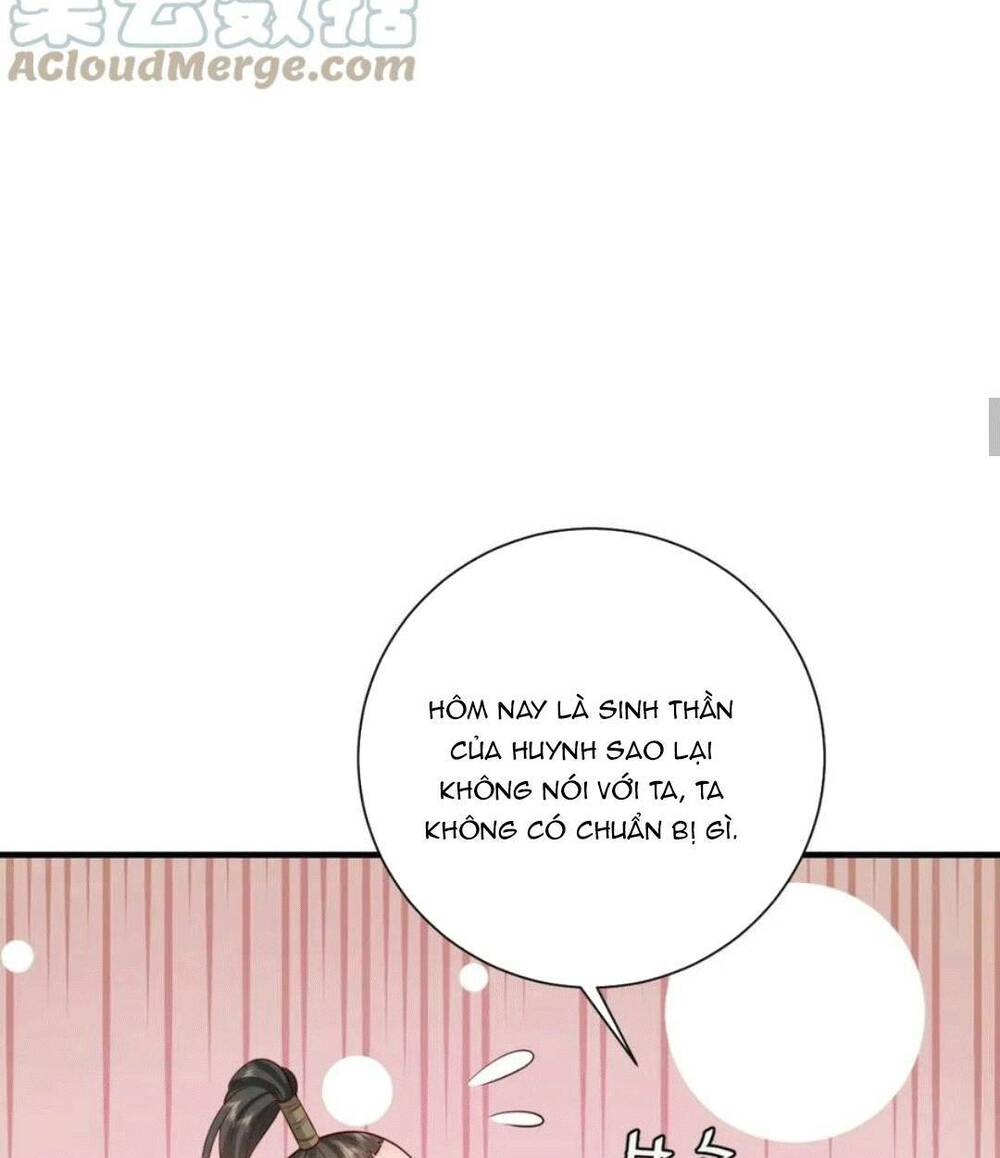 ACloudMerge.com
HÔM NAY LÀ SINH THẦN
CỦA HUYNH SAO LẠI
KHÔNG NÓI VỚI TA, TA
KHÔNG CÓ CHUẨN BỊ GÌ.